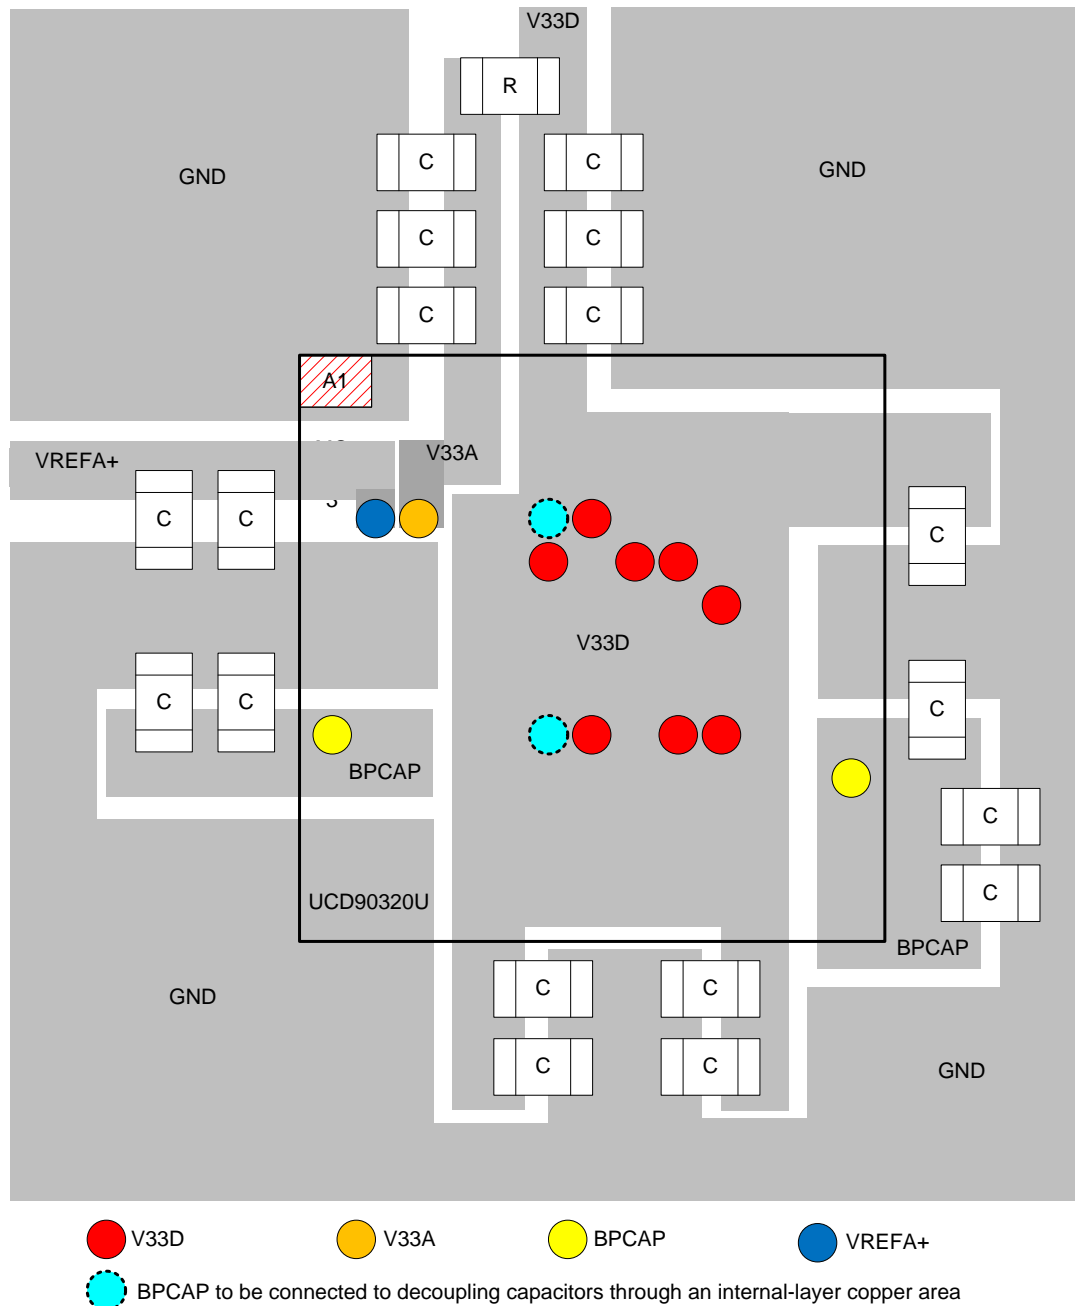 V33D
R
C
C
GND
GND
C
C
C
C
A1
V33A
VREFA+
C
C
C
V33D
C
C
C
BPCAP
C
C
UCD90320U
BPCAP
C
C
GND
C
C
GND
V33D
V33A
BPCAP
VREFA+
BPCAP to be connected to decoupling capacitors through an internal-layer copper area